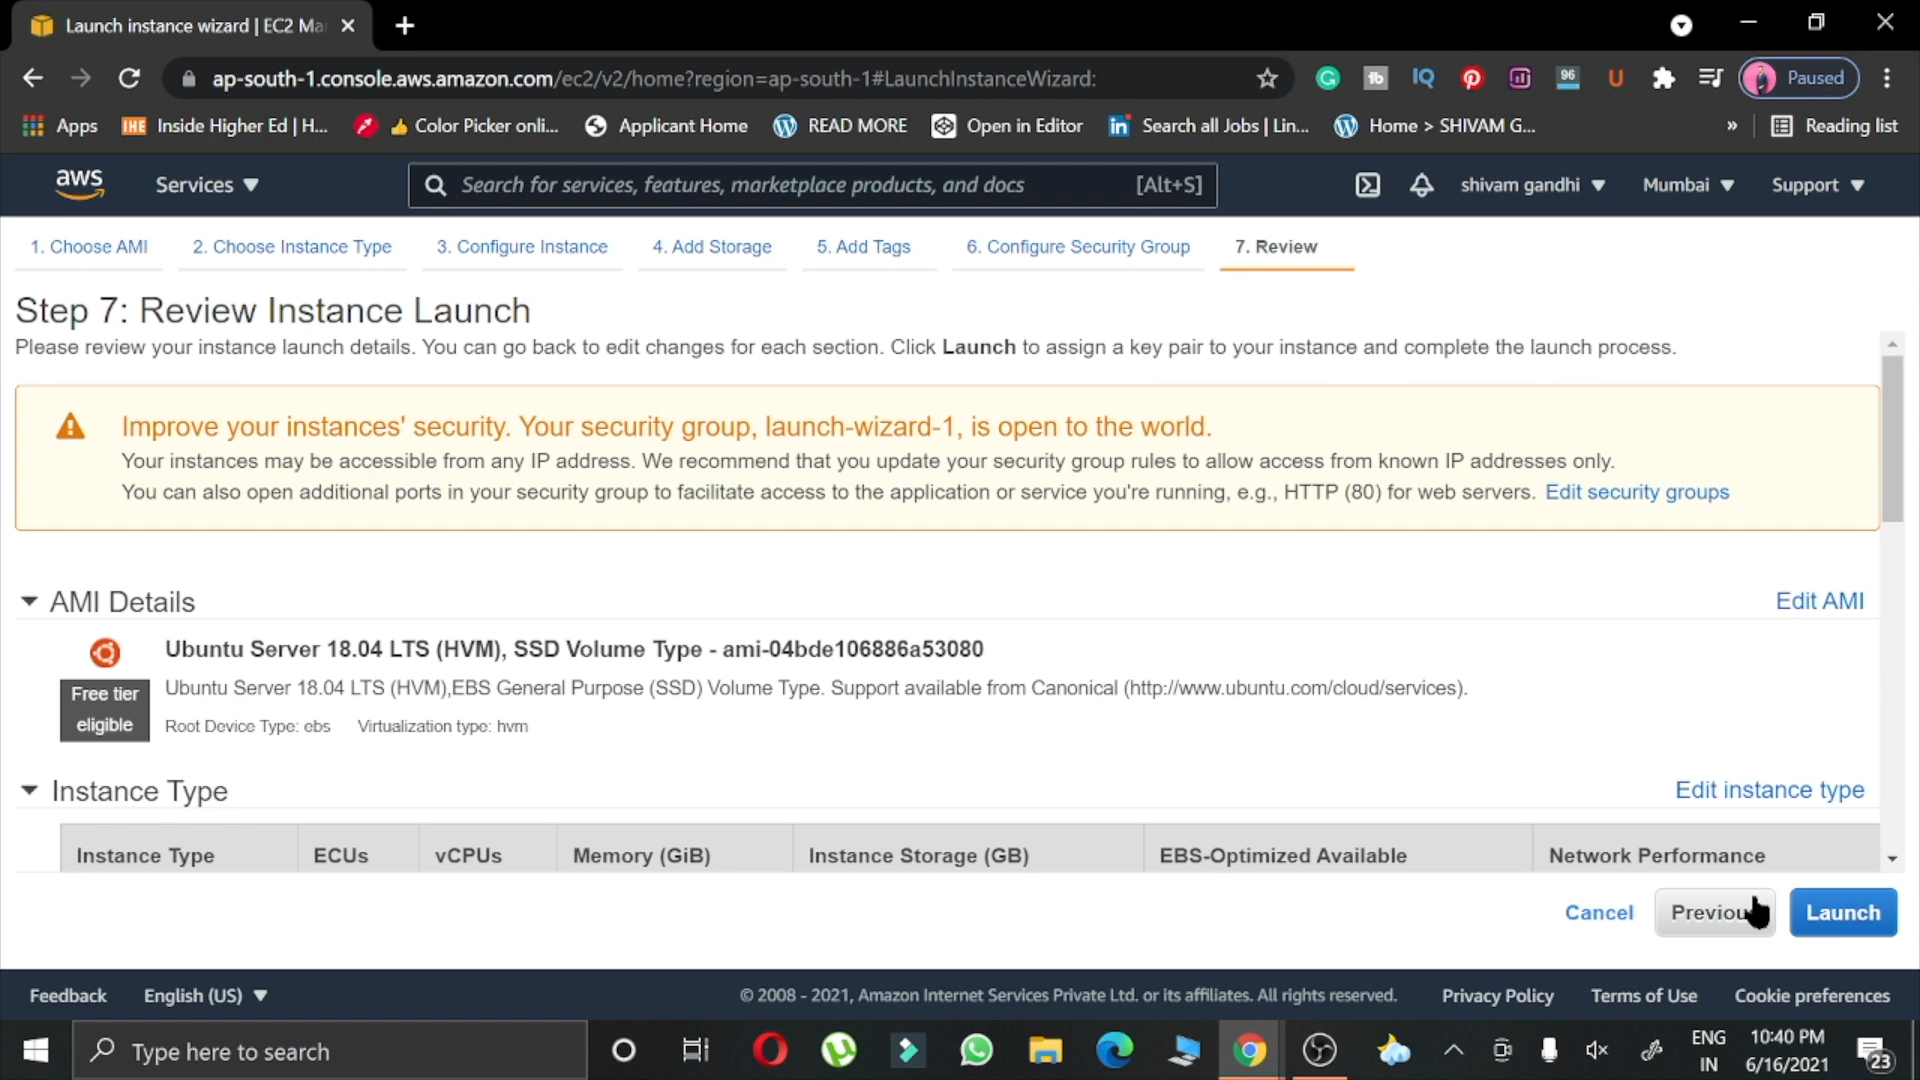 Launch instance wizard | EC2 Ma
ap-south-1.console.aws.amazon.com/ec2/v2/home?region=ap-south-1#LaunchInstanceWizard:
96
Paused
Apps
IHE Inside Higher Ed | H...
Color Picker onli...
Applicant Home
READ MORE
Open in Editor
in Search all Jobs | Lin...
Home > SHIVAM G...
»
Reading list
aws
Services
Search for services, features, marketplace products, and docs
[Alt+S]
shivam gandhi
Mumbai
Support
1. Choose AMI
2. Choose Instance Type
3. Configure Instance
4. Add Storage
5. Add Tags
6. Configure Security Group
7. Review
Step 7: Review Instance Launch
Please review your instance launch details. You can go back to edit changes for each section. Click Launch to assign a key pair to your instance and complete the launch process.
Improve your instances' security. Your security group, launch-wizard-1, is open to the world.
Your instances may be accessible from any IP address. We recommend that you update your security group rules to allow access from known IP addresses only.
You can also open additional ports in your security group to facilitate access to the application or service you're running, e.g., HTTP (80) for web servers. Edit security groups
AMI Details
Edit AMI
Ubuntu Server 18.04 LTS (HVM), SSD Volume Type - ami-04bde106886a53080
Free tier
eligible
Ubuntu Server 18.04 LTS (HVM),EBS General Purpose (SSD) Volume Type. Support available from Canonical (http://www.ubuntu.com/cloud/services).
Root Device Type: ebs Virtualization type: hvm
Instance Type
Edit instance type
Instance Type
ECUs
vCPUs
Memory (GiB)
Instance Storage (GB)
EBS-Optimized Available
Network Performance
Cancel
Previou
Launch
Feedback
English (US)
© 2008 - 2021, Amazon Internet Services Private Ltd. or its affiliates. All rights reserved.
Privacy Policy
Terms of Use
Cookie preferences
Type here to search
ENG
IN
10:40 PM
6/16/2021
23